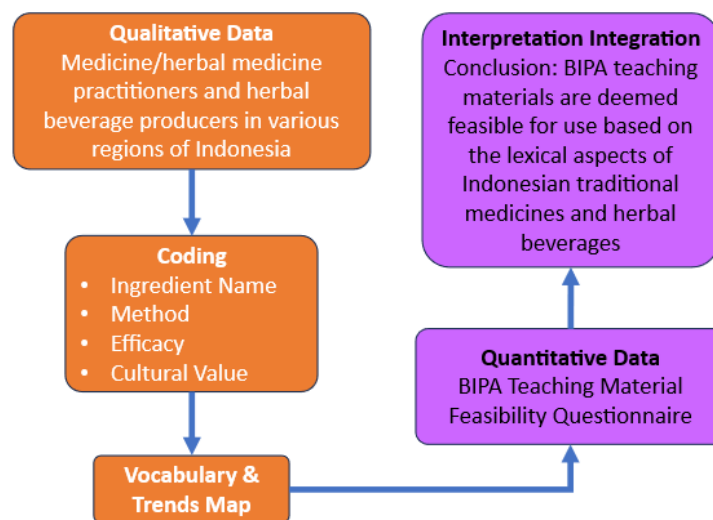 Qualitative Data
Medicine/herbal medicine
practitioners and herbal
beverage producers in various
regions of Indonesia
Coding
• Ingredient Name
• Method
• Efficacy
• Cultural Value
Vocabulary &
Trends Map
Quantitative Data
BIPA Teaching Material
Feasibility Questionnaire
Interpretation Integration
Conclusion: BIPA teaching
materials are deemed
feasible for use based on
the lexical aspects of
Indonesian traditional
medicines and herbal
beverages